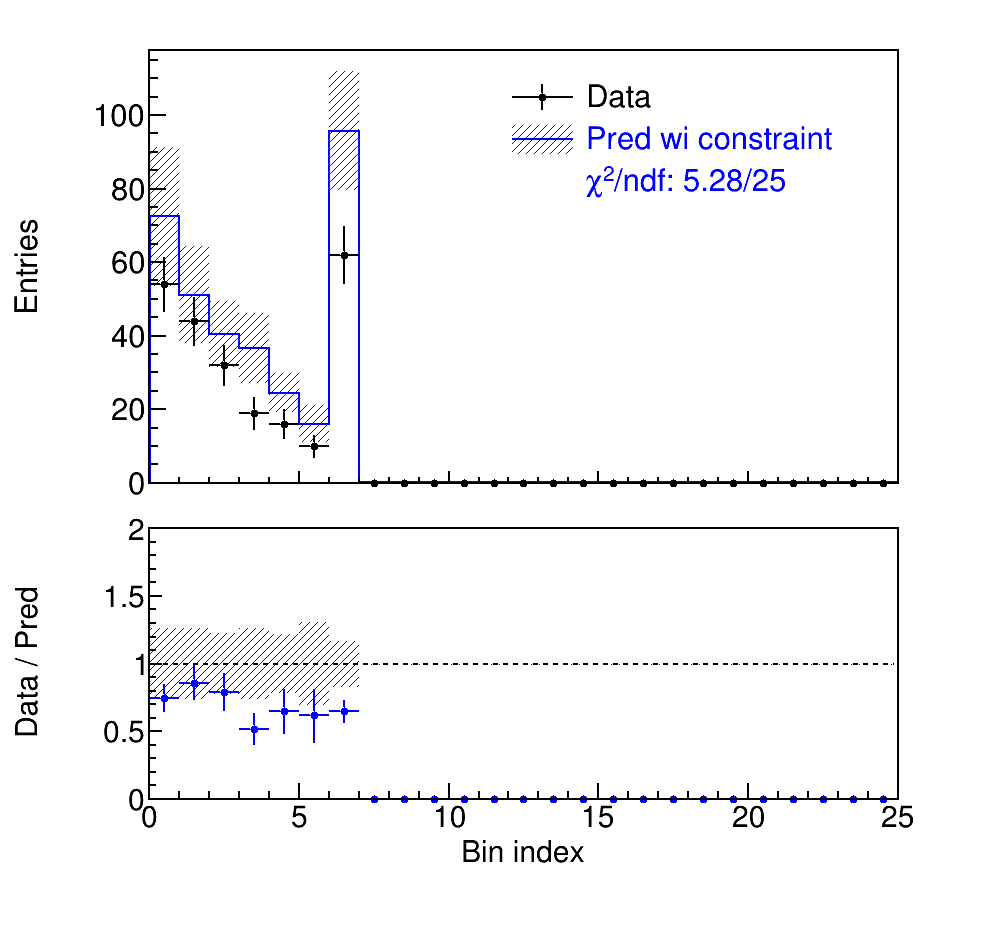 Entries
100
80
60
40
20
0
Data
Pred wi constraint
χ²/ndf: 5.28/25
Data / Pred
2
1.5
1
0.5
0
0 5 10 15 20 25
Bin index